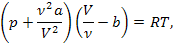 (p + ν²a/V²)(V/ν − b) = RT,